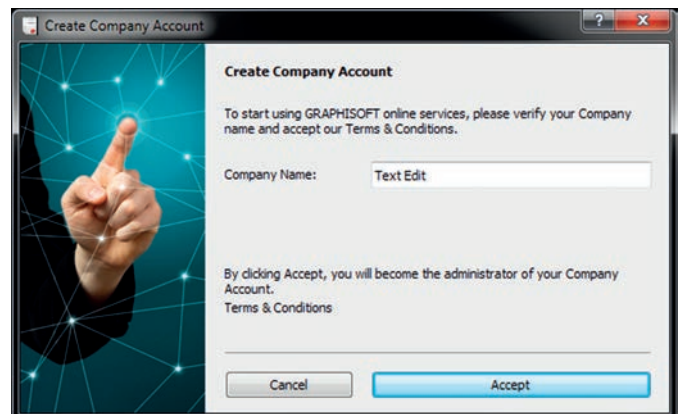 Create Company Account
Create Company Account
To start using GRAPHISOFT online services, please verify your Company
name and accept our Terms & Conditions.
Company Name: Text Edit
By clicking Accept, you will become the administrator of your Company
Account.
Terms & Conditions
Cancel Accept